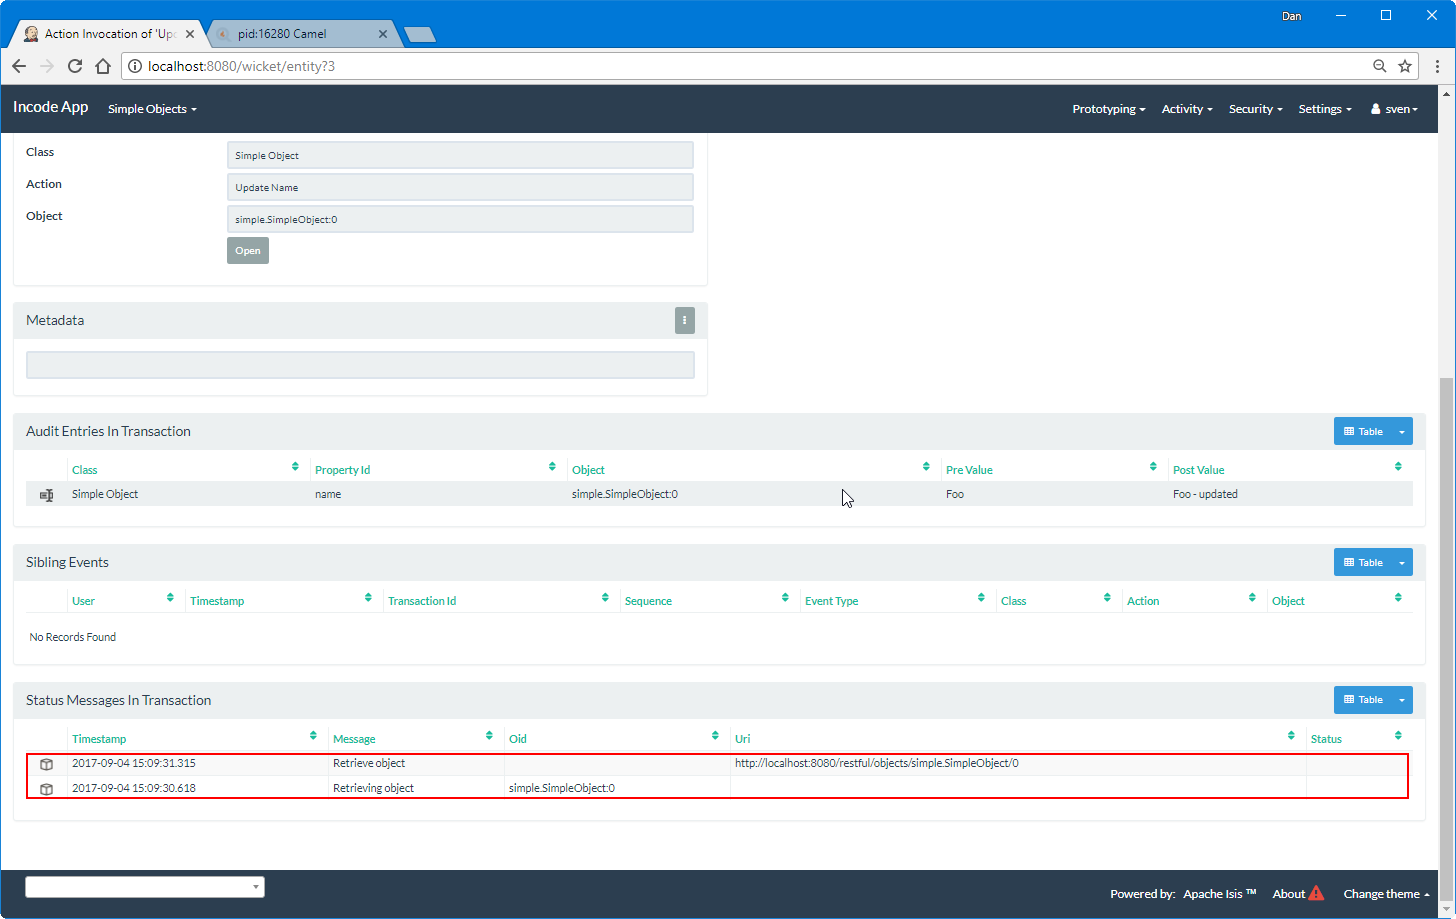 Dan
Action Invocation of 'Upd
pid:16280 Camel
localhost:8080/wicket/entity?3
Incode App Simple Objects Prototyping Activity Security Settings sven
Class Simple Object
Action Update Name
Object simple.SimpleObject:0
Open
Metadata
Audit Entries In Transaction Table
Class Property Id Object Pre Value Post Value
Simple Object name simple.SimpleObject:0 Foo Foo - updated
Sibling Events Table
User Timestamp Transaction Id Sequence Event Type Class Action Object
No Records Found
Status Messages In Transaction Table
Timestamp Message Oid Uri Status
2017-09-04 15:09:31.315 Retrieve object http://localhost:8080/restful/objects/simple.SimpleObject/0
2017-09-04 15:09:30.618 Retrieving object simple.SimpleObject:0
Powered by: Apache Isis ™ About Change theme